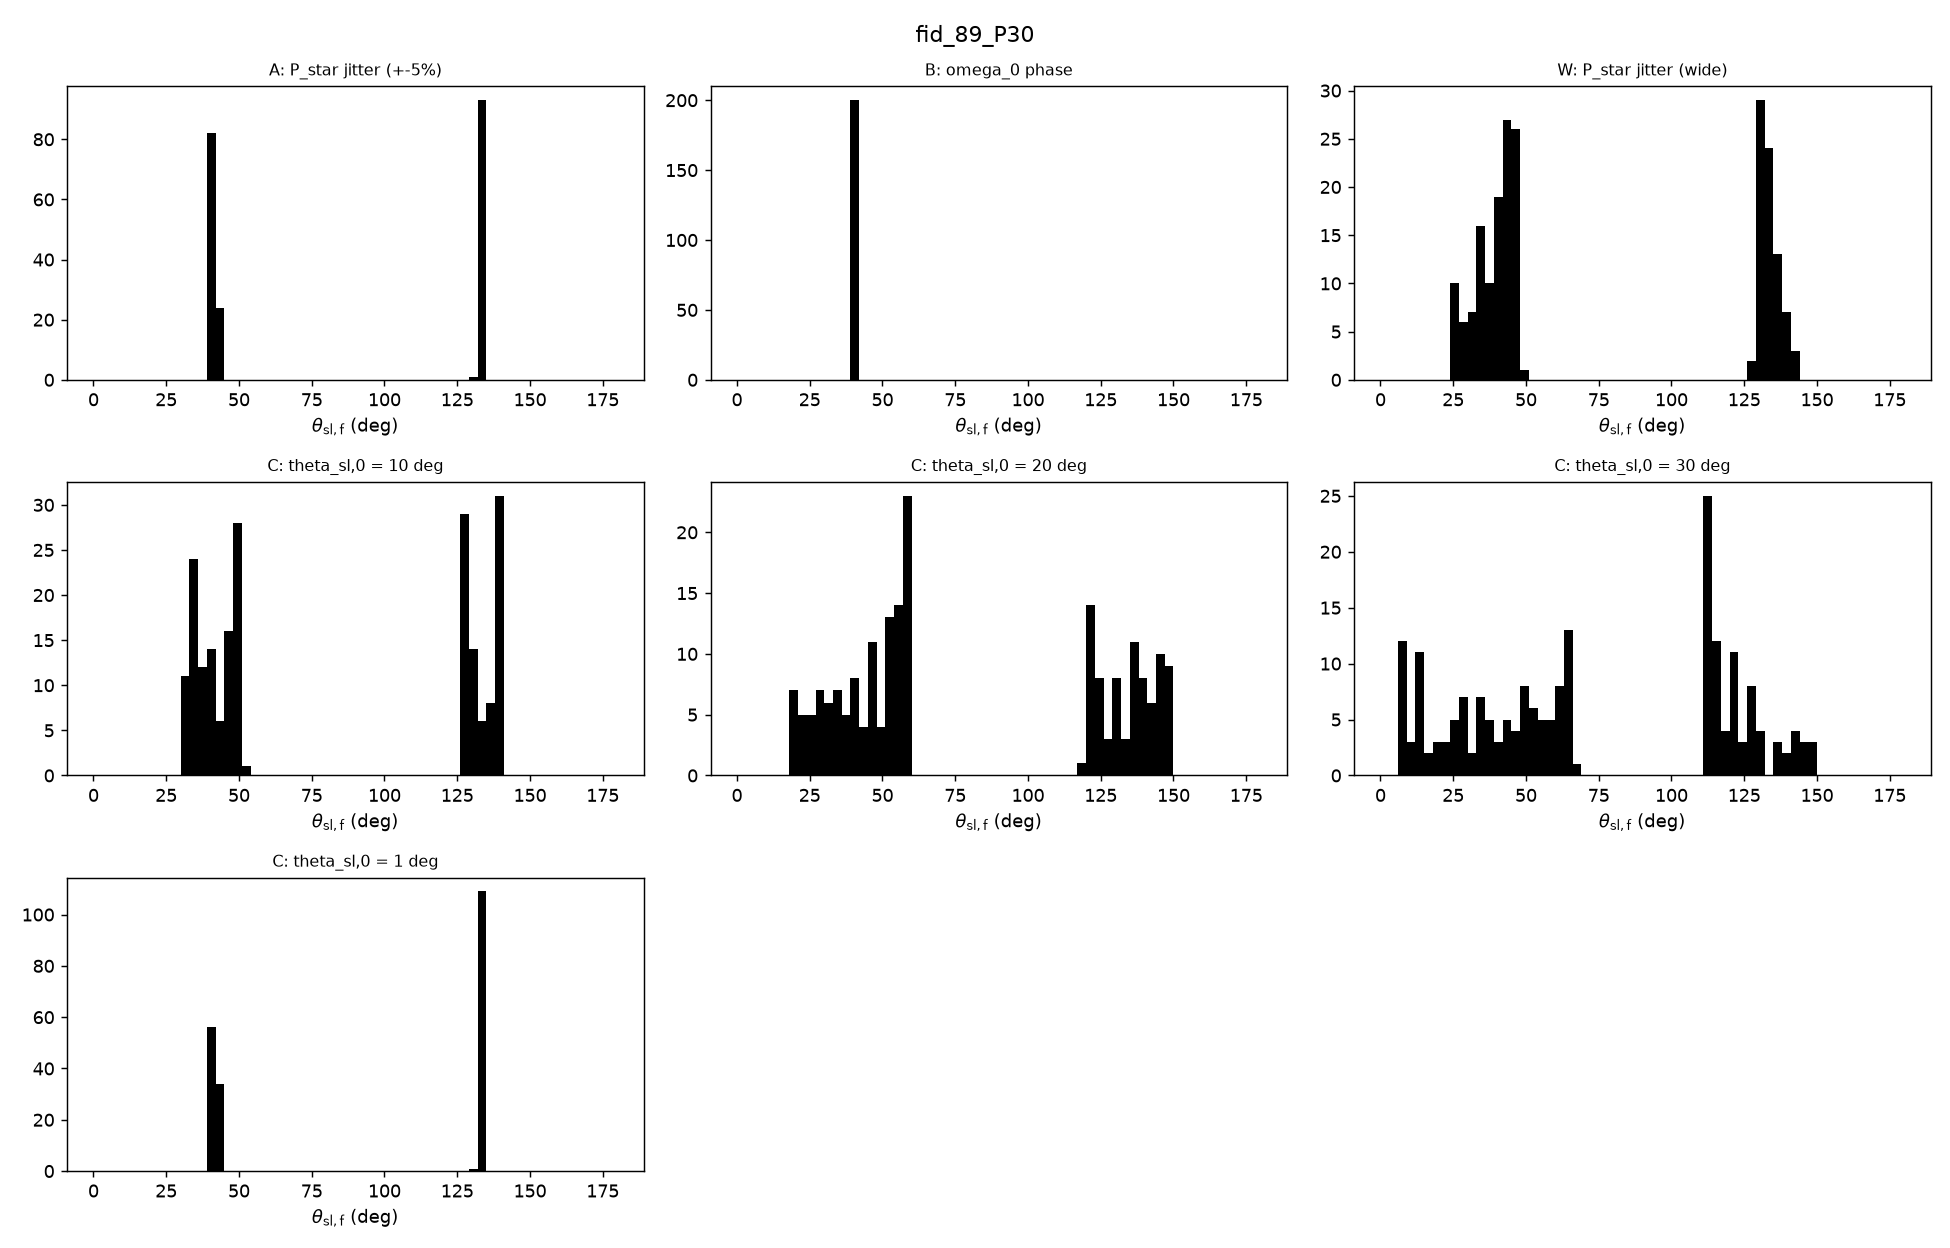 fid_89_P30
A: P_star jitter (+-5%)
B: omega_0 phase
W: P_star jitter (wide)
80
60
40
20
0
0 25 50 75 100 125 150 175
θsl, f (deg)
200
150
100
50
0
0 25 50 75 100 125 150 175
θsl, f (deg)
30
25
20
15
10
5
0
0 25 50 75 100 125 150 175
θsl, f (deg)
C: theta_sl,0 = 10 deg
C: theta_sl,0 = 20 deg
C: theta_sl,0 = 30 deg
30
25
20
15
10
5
0
0 25 50 75 100 125 150 175
θsl, f (deg)
20
15
10
5
0
0 25 50 75 100 125 150 175
θsl, f (deg)
25
20
15
10
5
0
0 25 50 75 100 125 150 175
θsl, f (deg)
C: theta_sl,0 = 1 deg
100
80
60
40
20
0
0 25 50 75 100 125 150 175
θsl, f (deg)